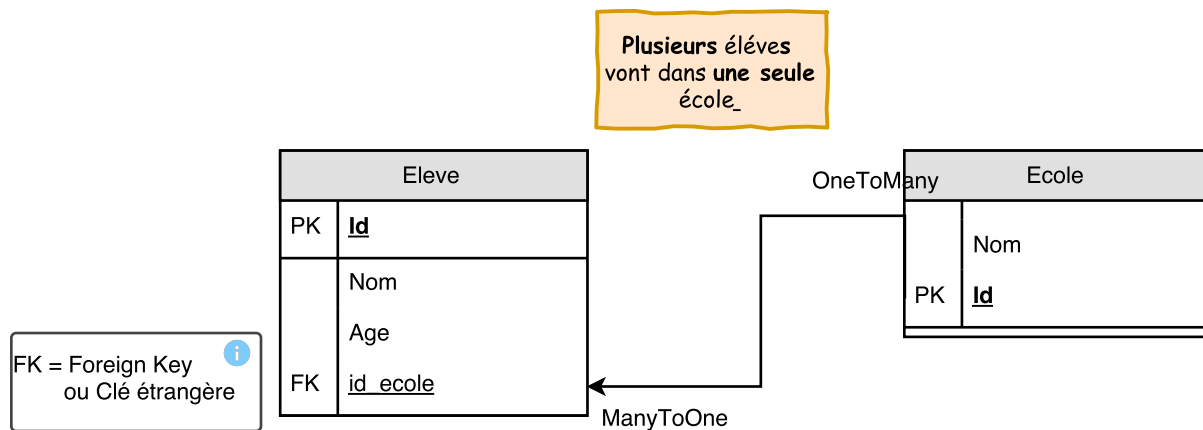 Plusieurs éléves
vont dans une seule
école_
Eleve
OneToMany
Ecole
PK Id
Nom
Nom
PK Id
Age
FK id_ecole
FK = Foreign Key
ou Clé étrangère
ManyToOne